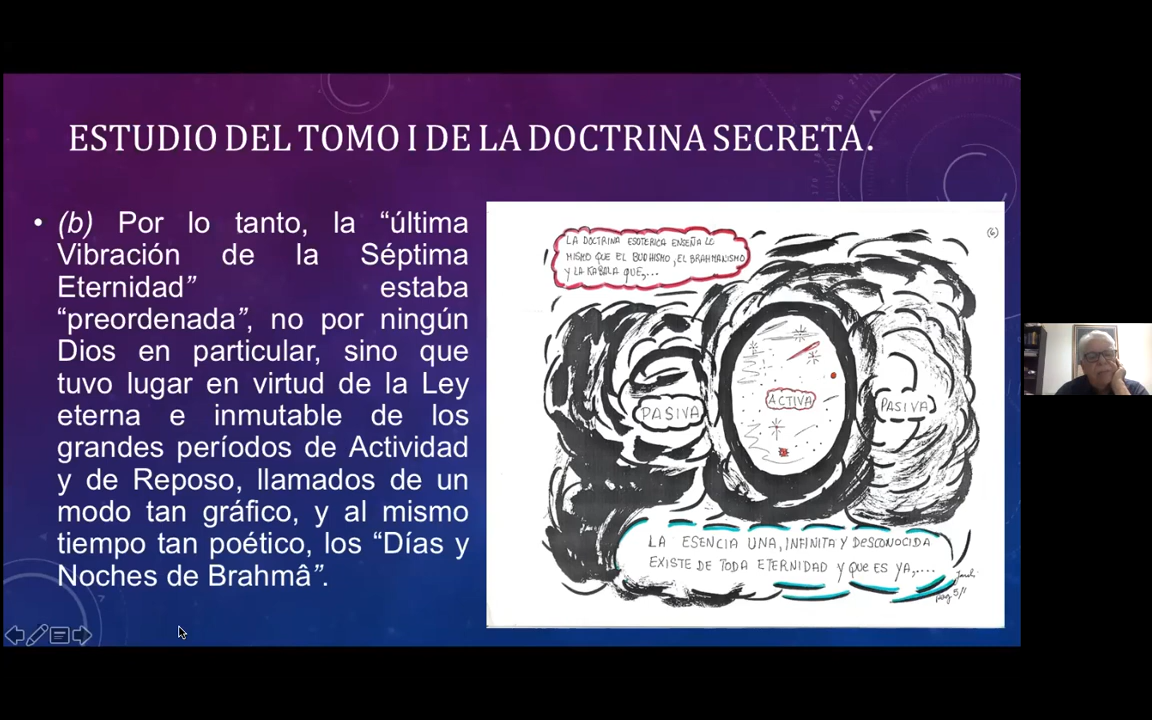 ESTUDIO DEL TOMO I DE LA DOCTRINA SECRETA.
• (b) Por lo tanto, la “última
Vibración de la Séptima
Eternidad” estaba
“preordenada”, no por ningún
Dios en particular, sino que
tuvo lugar en virtud de la Ley
eterna e inmutable de los
grandes períodos de Actividad
y de Reposo, llamados de un
modo tan gráfico, y al mismo
tiempo tan poético, los “Días y
Noches de Brahmâ”.
(6)
LA DOCTRINA ESOTERICA ENSEÑA LO
MISMO QUE EL BUDHISMO, EL BRAHMANISMO
Y LA KABALA QUE,...
PASIVA
ACTIVA
PASIVA
LA ESENCIA UNA, INFINITA Y DESCONOCIDA
EXISTE DE TODA ETERNIDAD Y QUE ES YA,....
pag 5/1